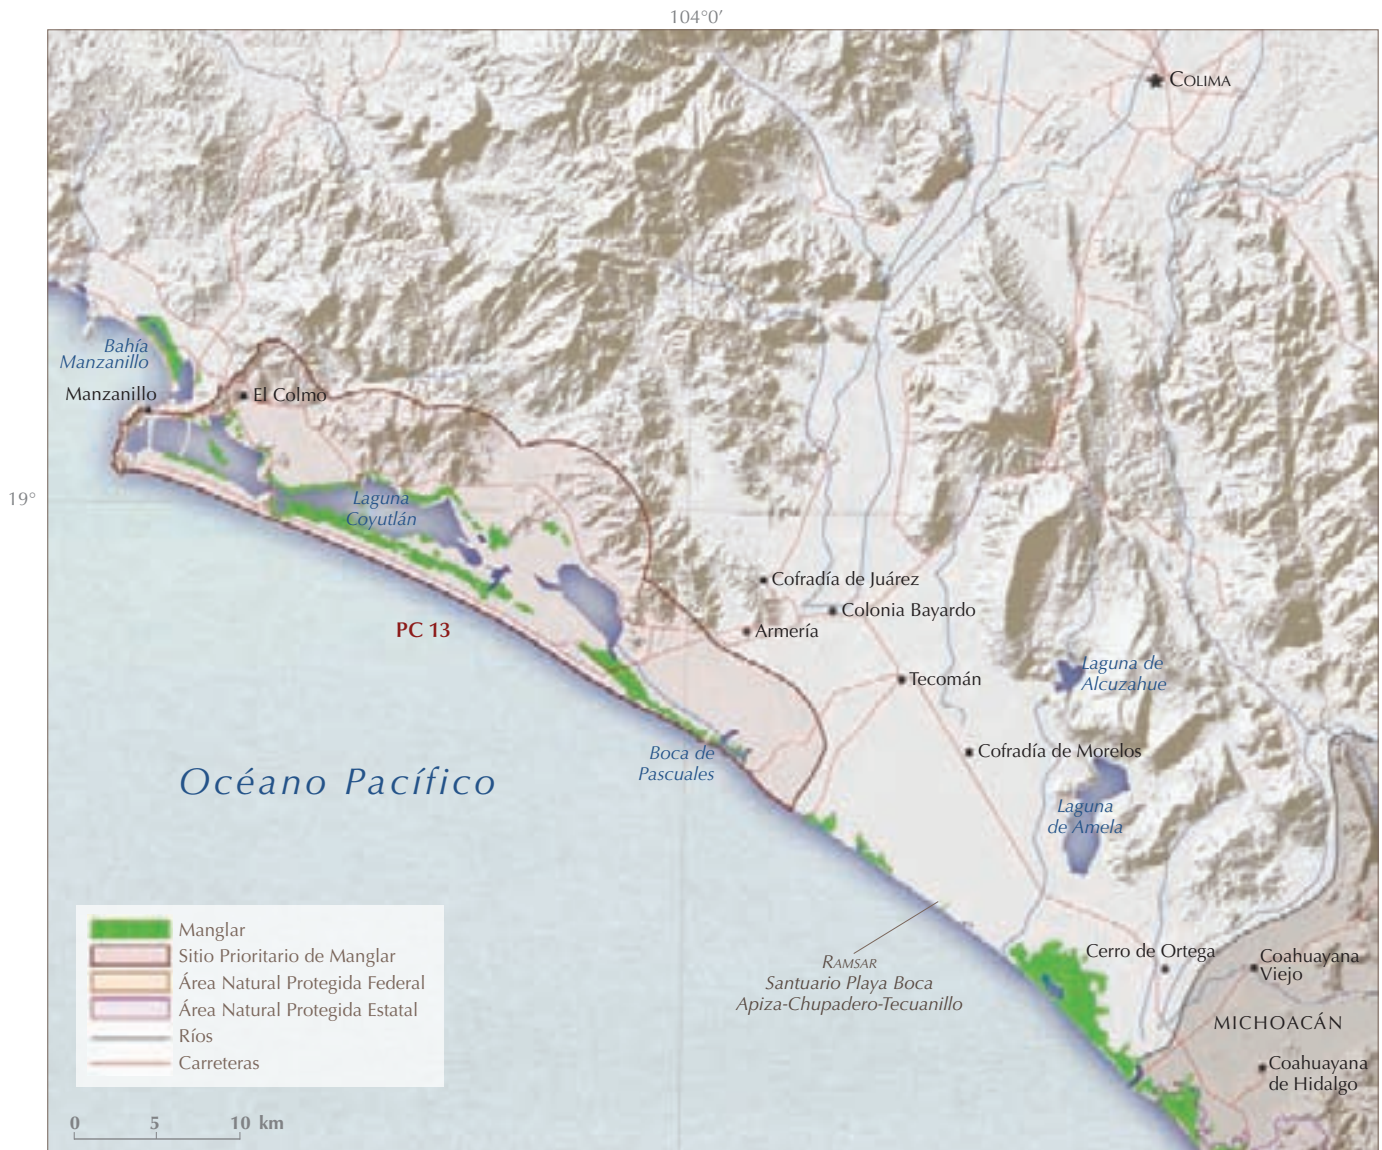 104°0′
COLIMA
Bahía
Manzanillo
Manzanillo
El Colmo
19°
Laguna
Coyutlán
Cofradía de Juárez
Colonia Bayardo
Armería
PC 13
Laguna de
Alcuzahue
Tecomán
Boca de
Pascuales
Cofradía de Morelos
Océano Pacífico
Laguna
de Amela
Manglar
Sitio Prioritario de Manglar
Área Natural Protegida Federal
Área Natural Protegida Estatal
Ríos
Carreteras
RAMSAR
Santuario Playa Boca
Apiza-Chupadero-Tecuanillo
Cerro de Ortega
Coahuayana
Viejo
MICHOACÁN
Coahuayana
de Hidalgo
0 5 10 km